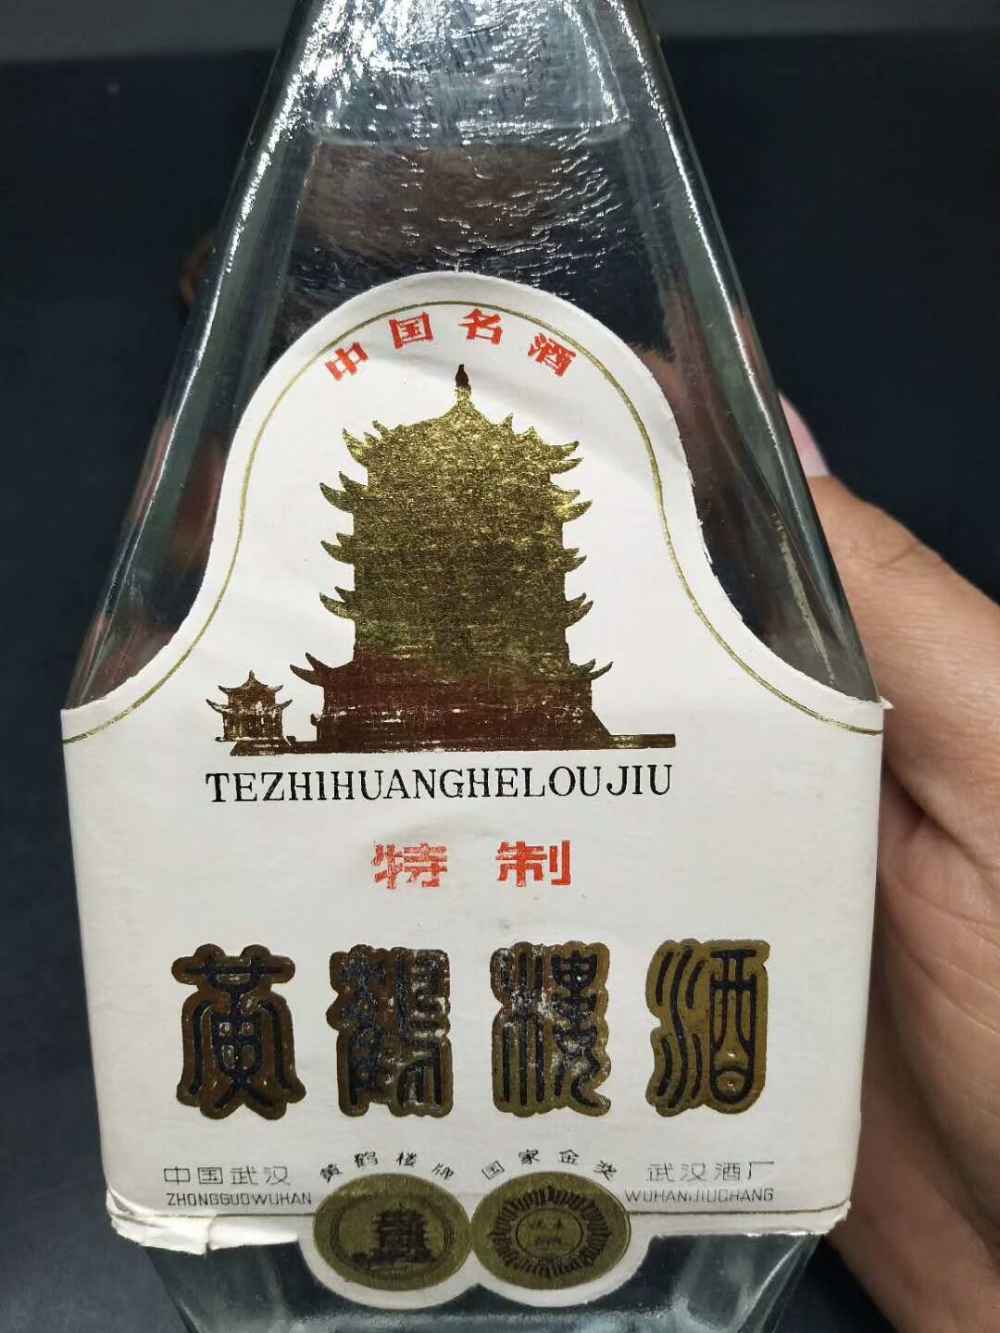 中国名酒
TEZHIHUANGHELOUJIU
特制
黄鹤楼酒
黄鹤楼牌 国家金奖
中国武汉 武汉酒厂
ZHONGGUOWUHAN WUHANJIUCHANG